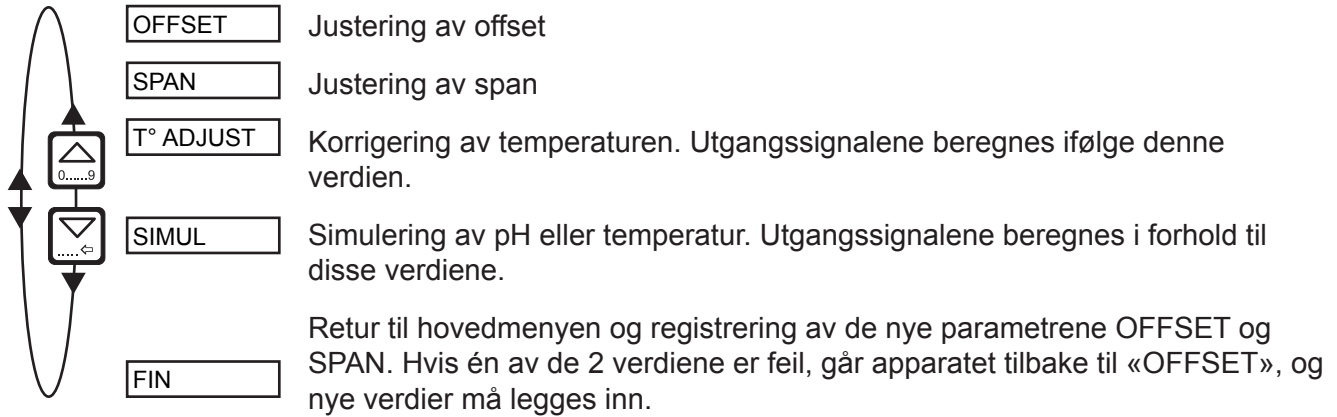 OFFSET Justering av offset
SPAN Justering av span
T° ADJUST Korrigering av temperaturen. Utgangssignalene beregnes ifølge denne
verdien.
0......9
.....⇦
SIMUL Simulering av pH eller temperatur. Utgangssignalene beregnes i forhold til
disse verdiene.
Retur til hovedmenyen og registrering av de nye parametrene OFFSET og
SPAN. Hvis én av de 2 verdiene er feil, går apparatet tilbake til «OFFSET», og
FIN
nye verdier må legges inn.